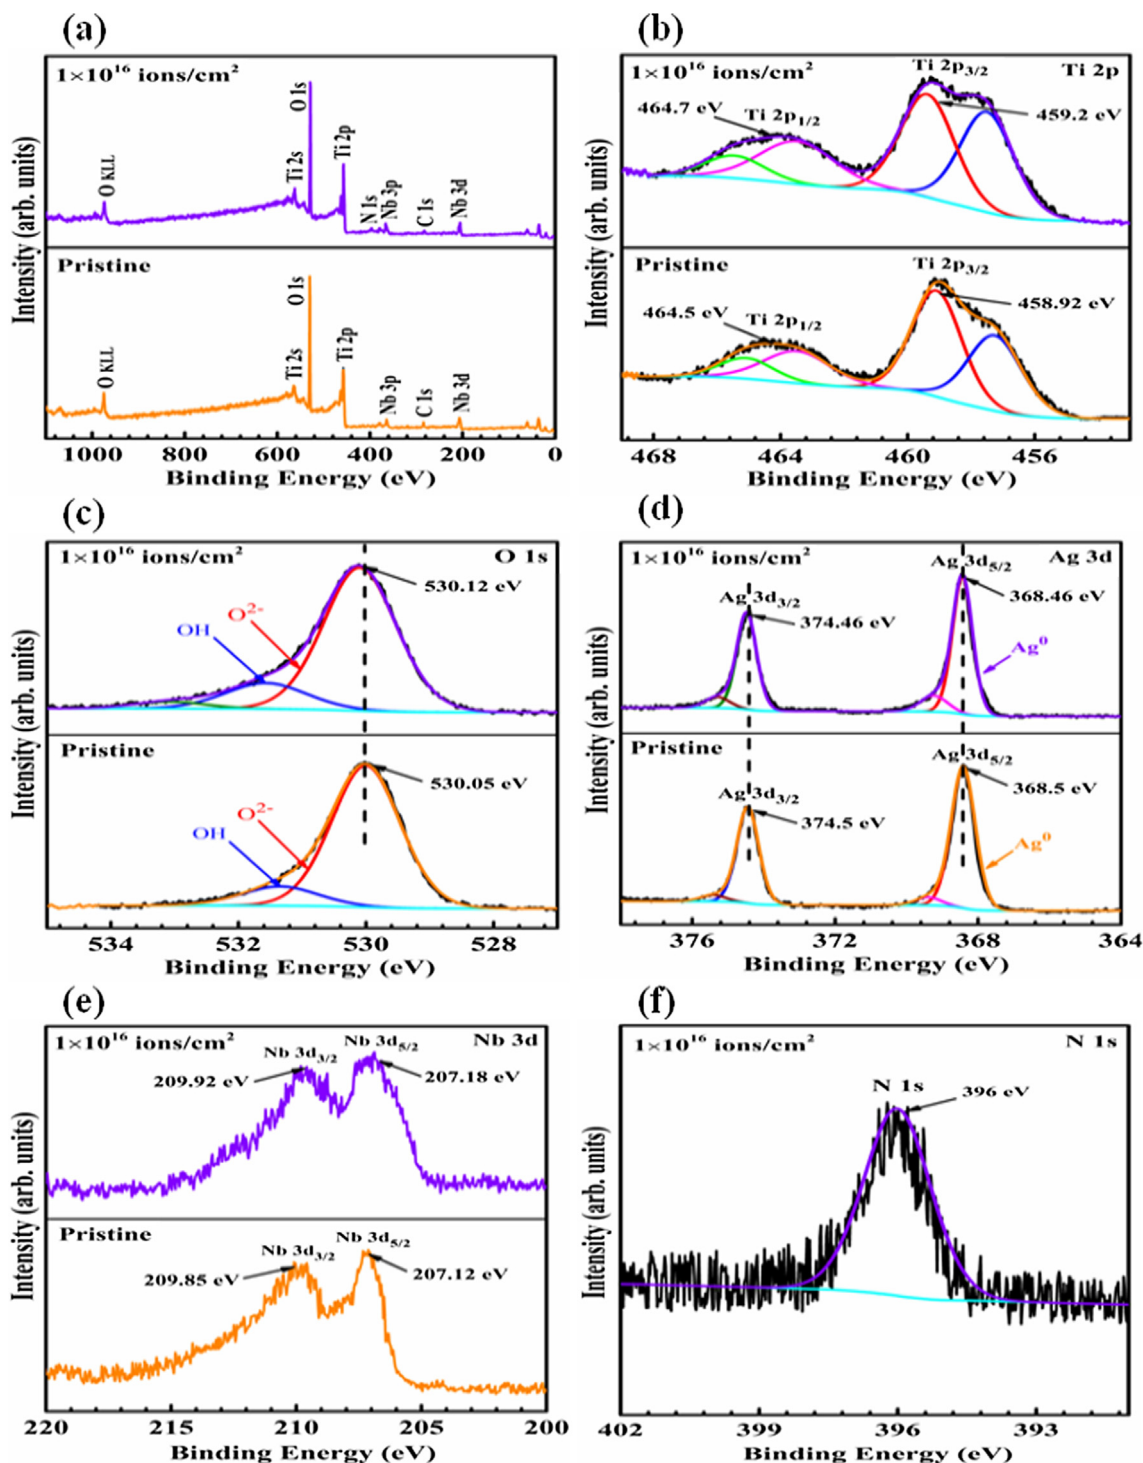 (a)
1×10¹⁶ ions/cm²
O KLL
Ti 2s
O 1s
Ti 2p
N 1s
Nb 3p
C 1s
Nb 3d
Pristine
O KLL
Ti 2s
O 1s
Ti 2p
Nb 3p
C 1s
Nb 3d
Intensity (arb. units)
1000 800 600 400 200 0
Binding Energy (eV)
(b)
1×10¹⁶ ions/cm²
Ti 2p₃/₂
Ti 2p
464.7 eV
Ti 2p₁/₂
459.2 eV
Pristine
Ti 2p₃/₂
464.5 eV
Ti 2p₁/₂
458.92 eV
Intensity (arb. units)
468 464 460 456
Binding Energy (eV)
(c)
1×10¹⁶ ions/cm²
O 1s
530.12 eV
O²⁻
OH
Pristine
530.05 eV
O²⁻
OH
Intensity (arb. units)
534 532 530 528
Binding Energy (eV)
(d)
1×10¹⁶ ions/cm²
Ag 3d₅/₂
Ag 3d
Ag 3d₃/₂
368.46 eV
374.46 eV
Ag⁰
Pristine
Ag 3d₅/₂
Ag 3d₃/₂
368.5 eV
374.5 eV
Ag⁰
Intensity (arb. units)
376 372 368 364
Binding Energy (eV)
(e)
1×10¹⁶ ions/cm²
Nb 3d₃/₂
Nb 3d₅/₂
Nb 3d
209.92 eV
207.18 eV
Pristine
Nb 3d₃/₂
Nb 3d₅/₂
209.85 eV
207.12 eV
Intensity (arb. units)
220 215 210 205 200
Binding Energy (eV)
(f)
1×10¹⁶ ions/cm²
N 1s
N 1s
396 eV
Intensity (arb. units)
402 399 396 393
Binding Energy (eV)